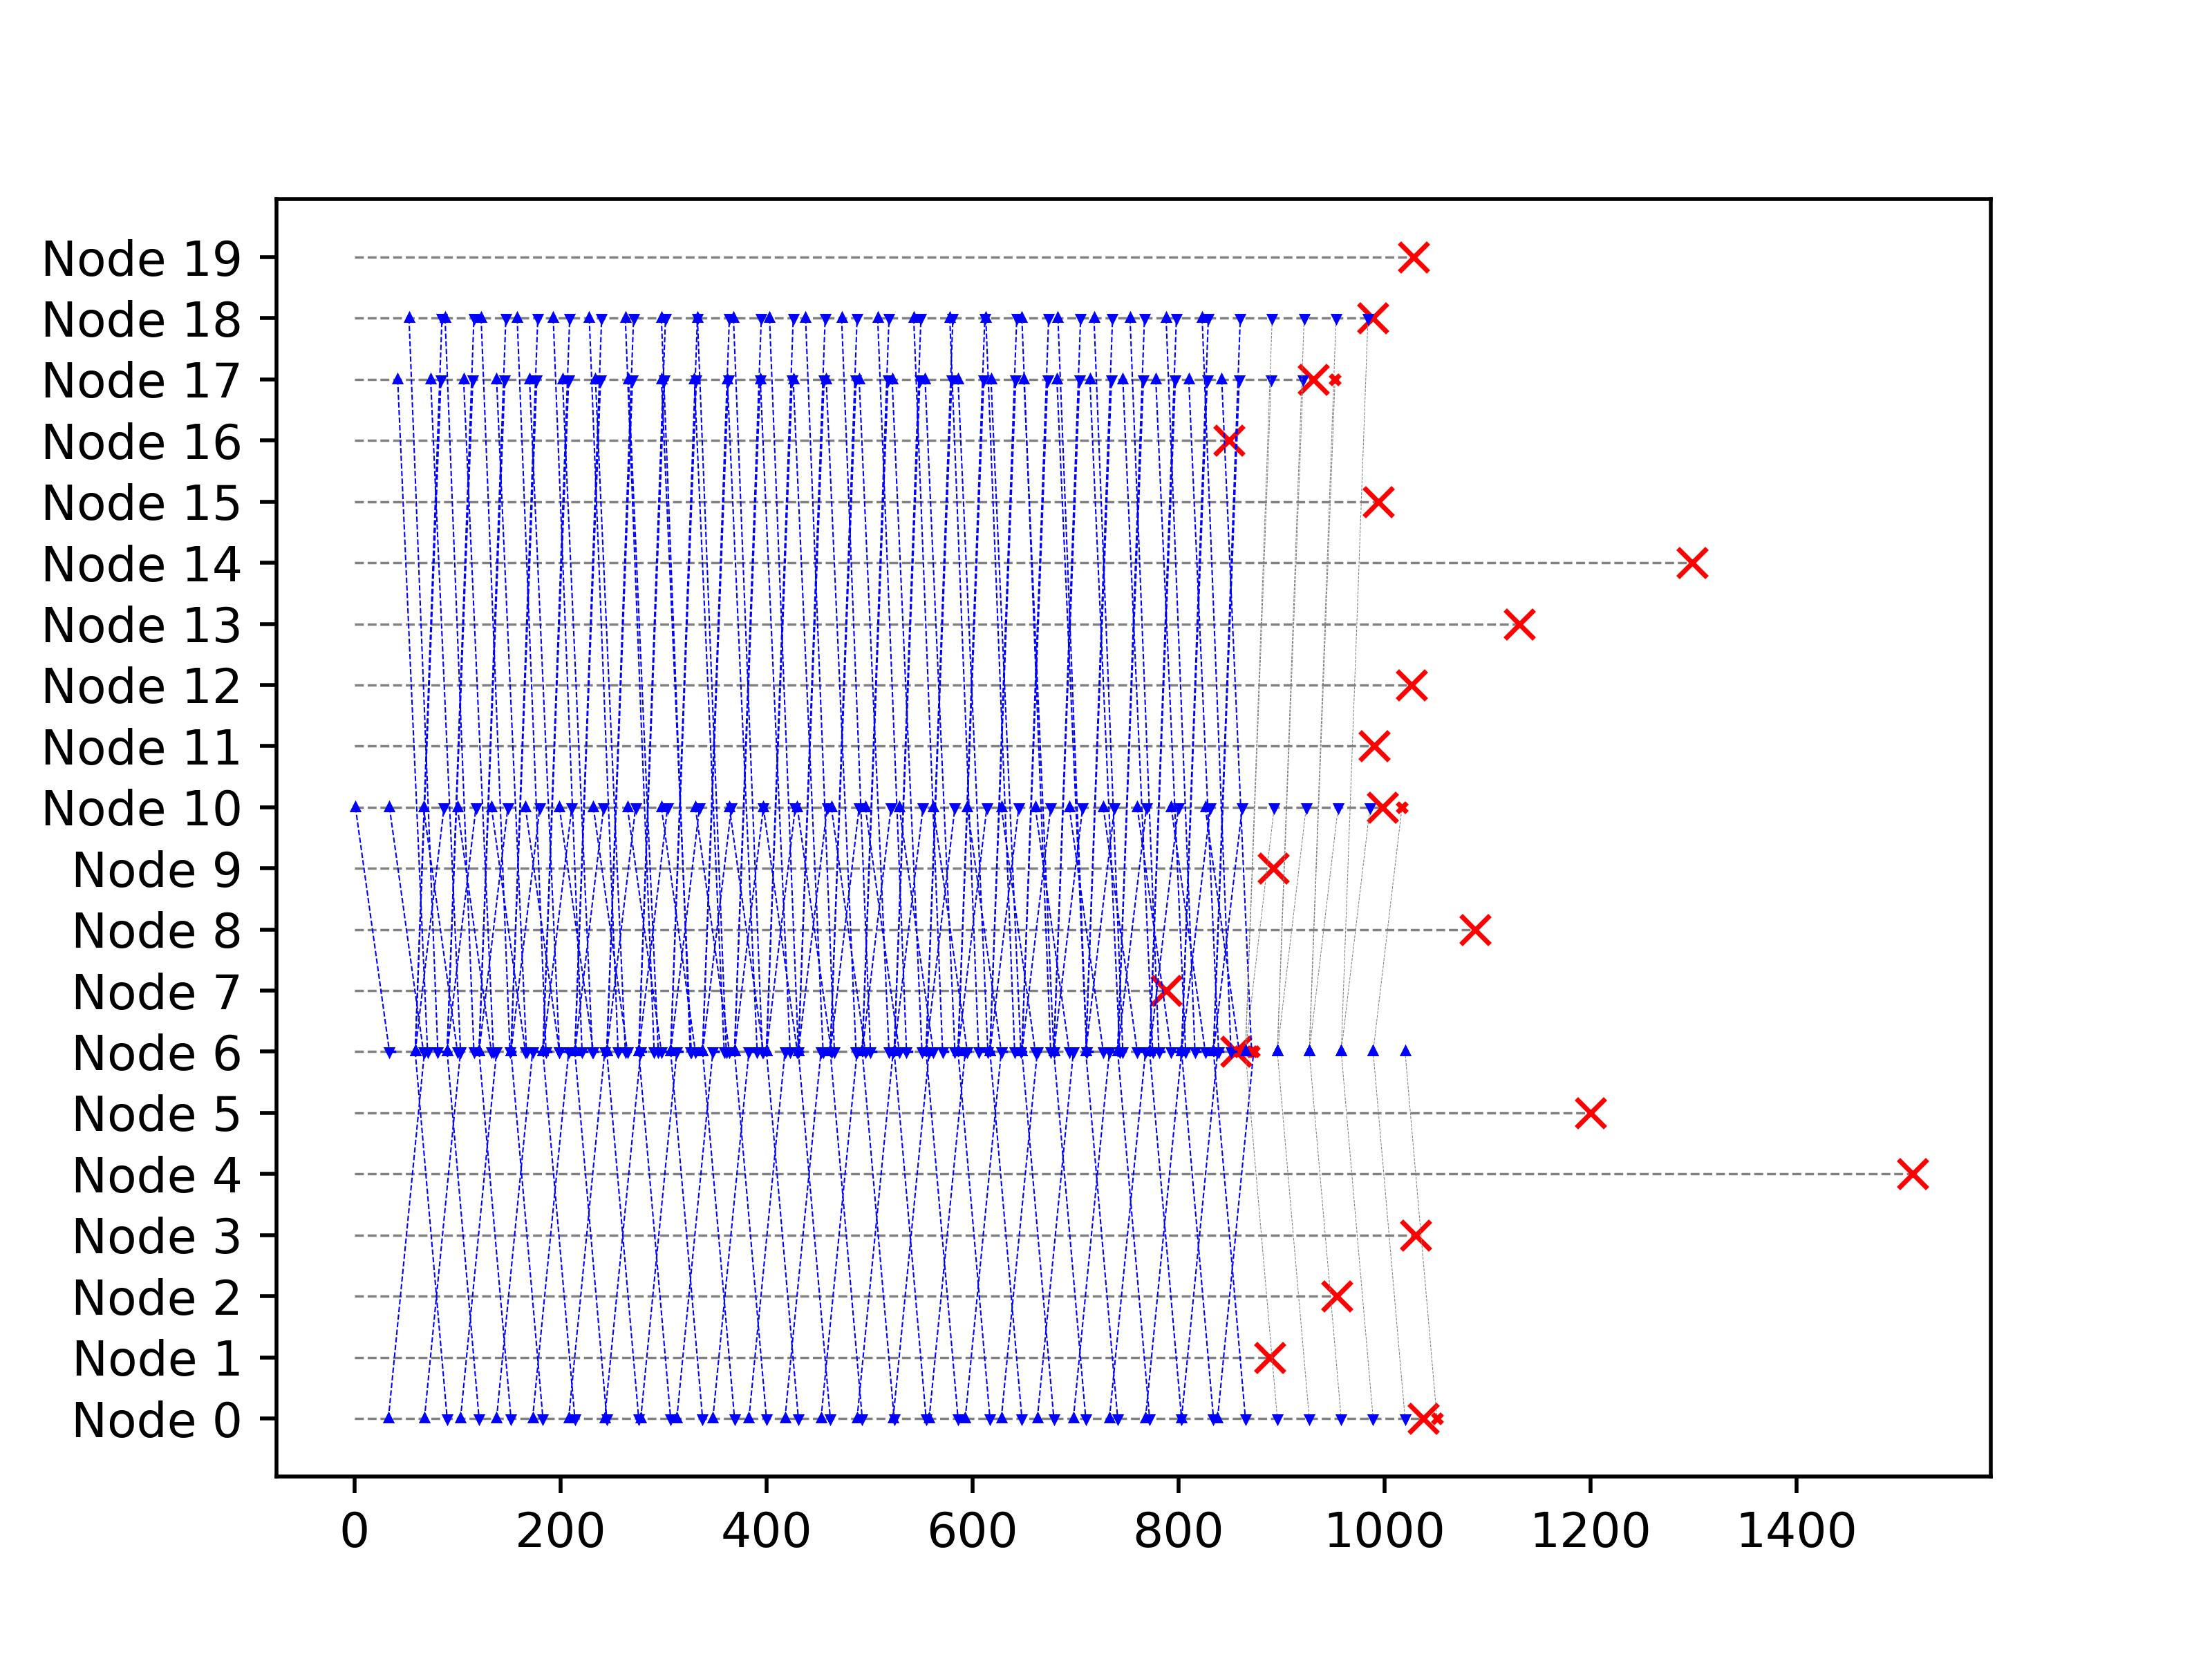 Node 19
Node 18
Node 17
Node 16
Node 15
Node 14
Node 13
Node 12
Node 11
Node 10
Node 9
Node 8
Node 7
Node 6
Node 5
Node 4
Node 3
Node 2
Node 1
Node 0
0 200 400 600 800 1000 1200 1400